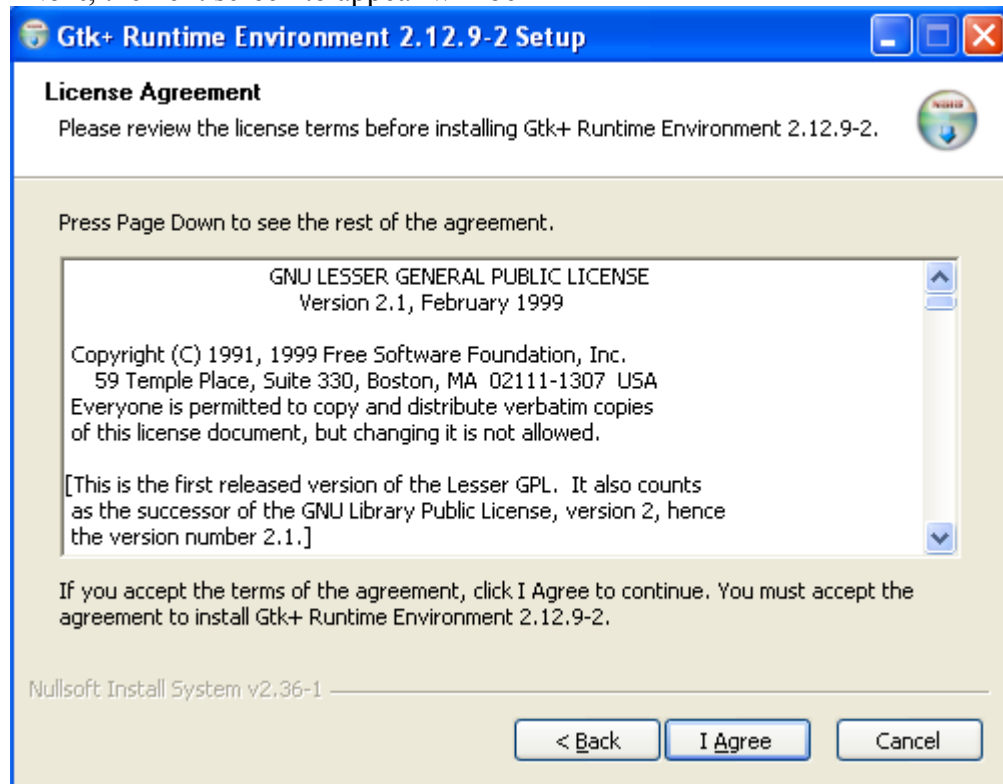 Gtk+ Runtime Environment 2.12.9-2 Setup
License Agreement
Please review the license terms before installing Gtk+ Runtime Environment 2.12.9-2.
Press Page Down to see the rest of the agreement.
GNU LESSER GENERAL PUBLIC LICENSE
Version 2.1, February 1999
Copyright (C) 1991, 1999 Free Software Foundation, Inc.
59 Temple Place, Suite 330, Boston, MA 02111-1307 USA
Everyone is permitted to copy and distribute verbatim copies
of this license document, but changing it is not allowed.
[This is the first released version of the Lesser GPL. It also counts
as the successor of the GNU Library Public License, version 2, hence
the version number 2.1.]
If you accept the terms of the agreement, click I Agree to continue. You must accept the
agreement to install Gtk+ Runtime Environment 2.12.9-2.
Nullsoft Install System v2.36-1
< Back I Agree Cancel